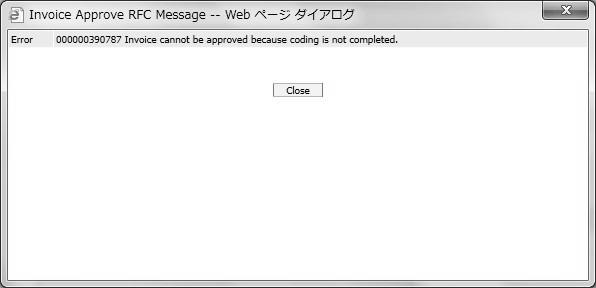 Invoice Approve RFC Message -- Web ページ ダイアログ
Error 000000390787 Invoice cannot be approved because coding is not completed.
Close